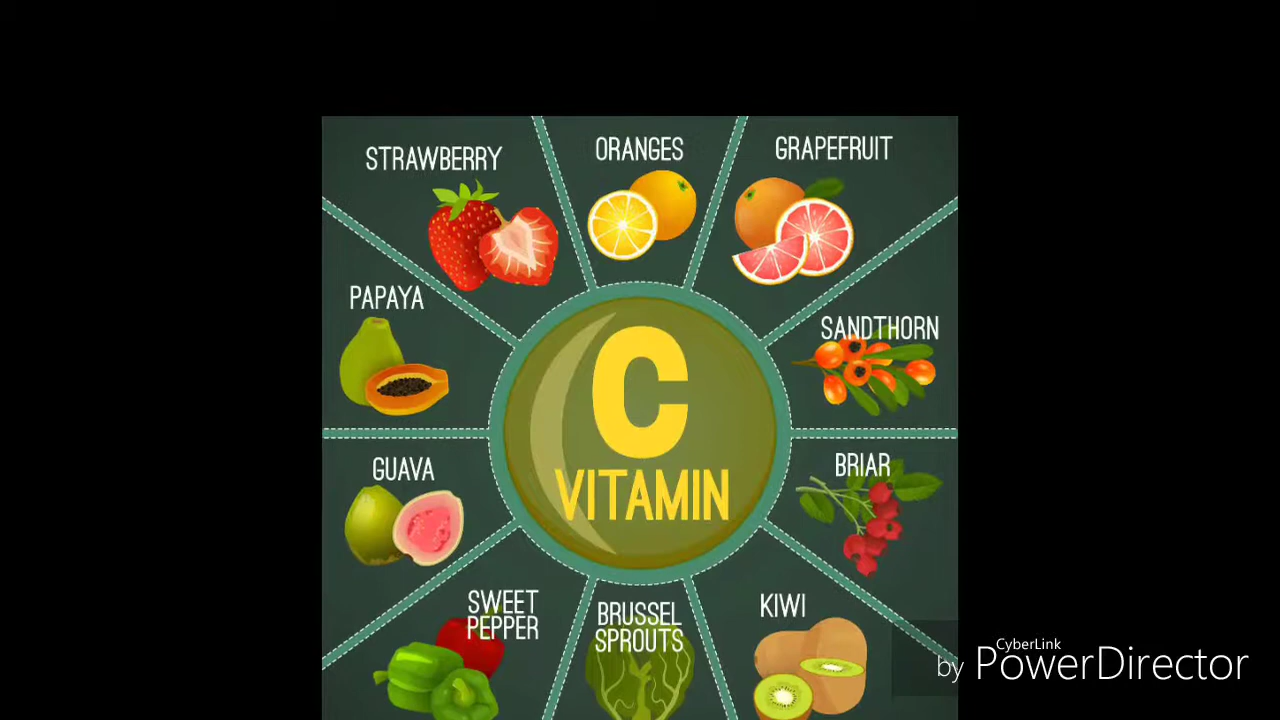 STRAWBERRY
ORANGES
GRAPEFRUIT
PAPAYA
SANDTHORN
C
VITAMIN
GUAVA
BRIAR
SWEET
PEPPER
BRUSSEL
SPROUTS
KIWI
CyberLink
by PowerDirector